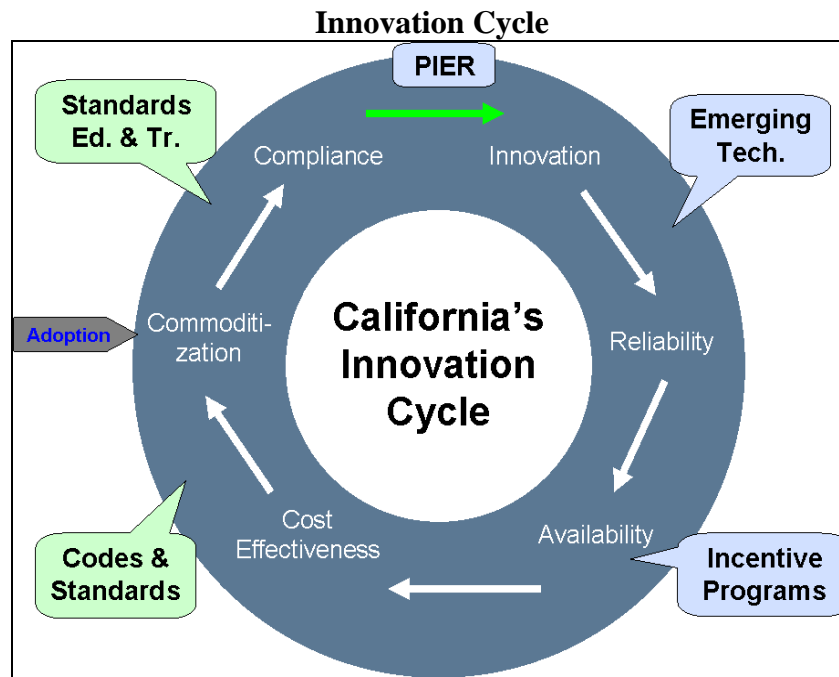 Innovation Cycle
PIER
Standards
Ed. & Tr.
Emerging
Tech.
Compliance
Innovation
Adoption
Commoditi-
zation
California’s
Innovation
Cycle
Reliability
Cost
Effectiveness
Availability
Codes &
Standards
Incentive
Programs